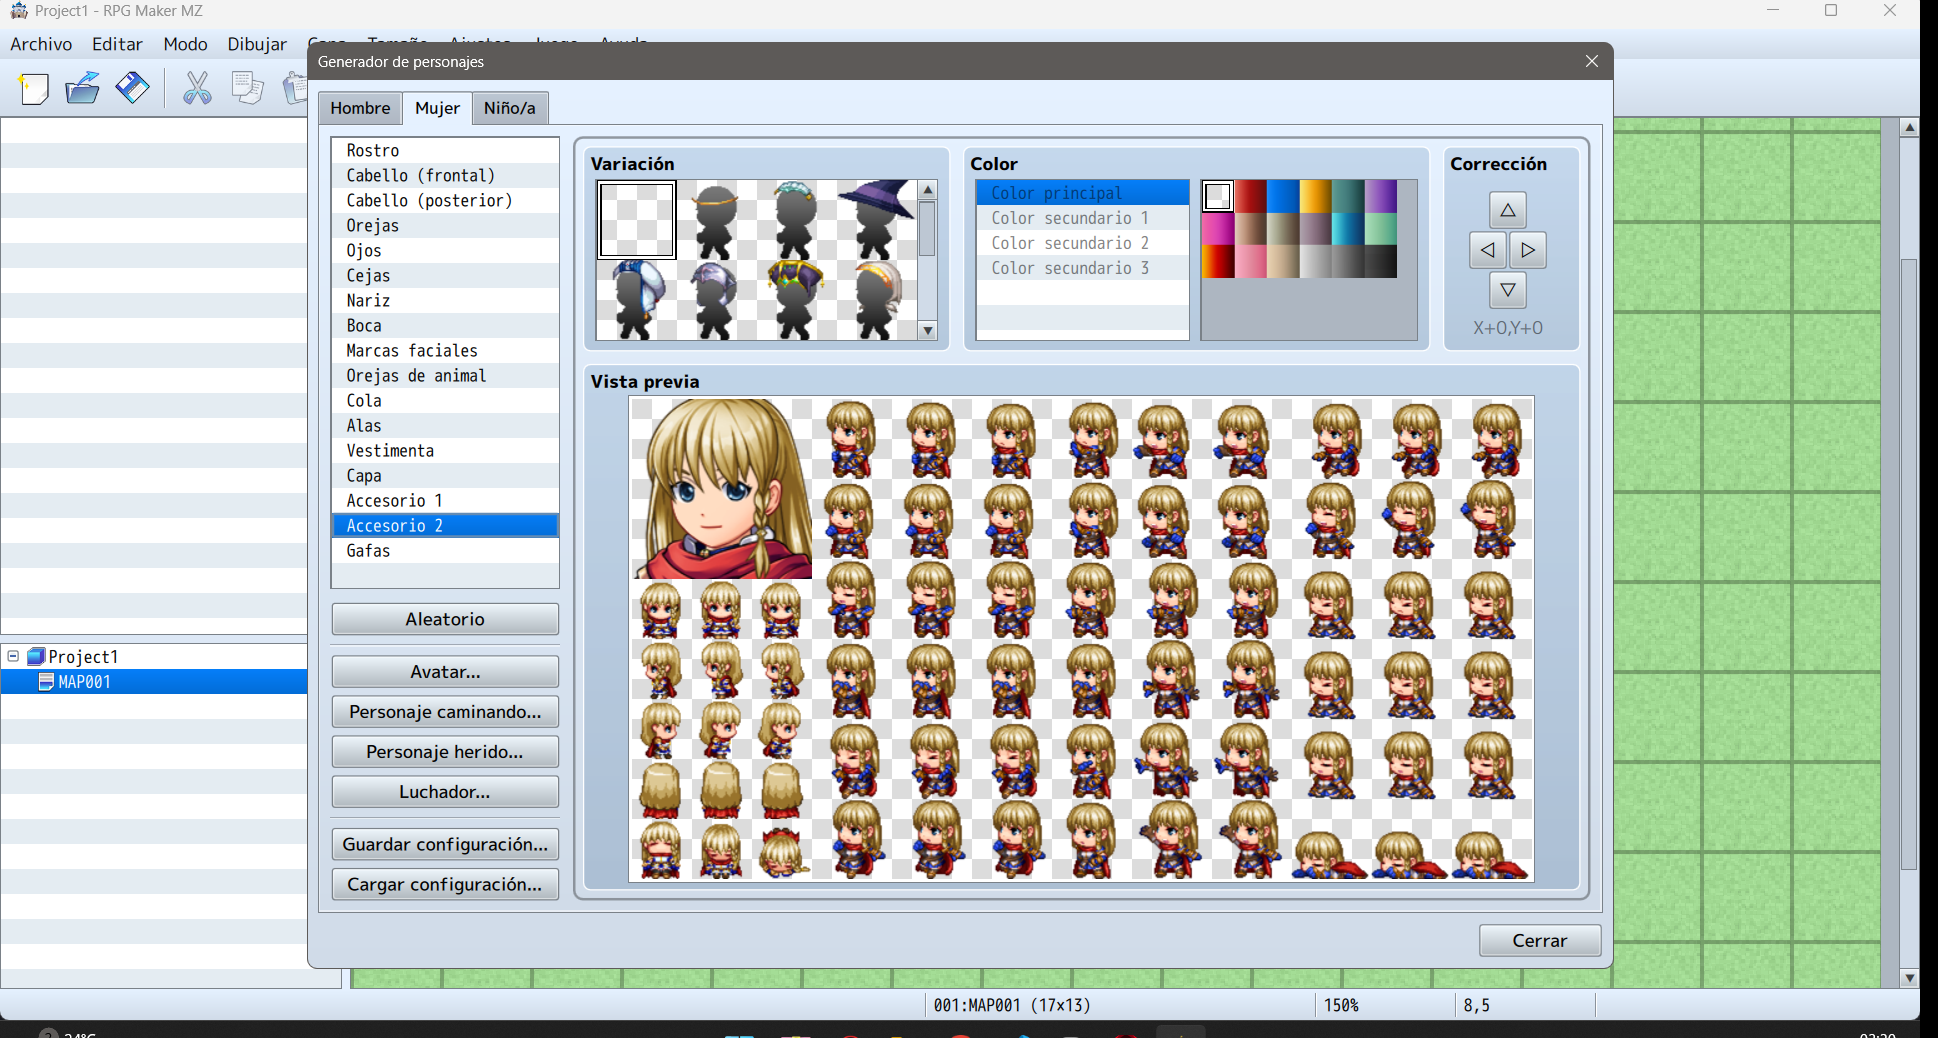 Project1 - RPG Maker MZ
Archivo Editar Modo Dibujar
Generador de personajes
Hombre Mujer Niño/a
Rostro
Cabello (frontal)
Cabello (posterior)
Orejas
Ojos
Cejas
Nariz
Boca
Marcas faciales
Orejas de animal
Cola
Alas
Vestimenta
Capa
Accesorio 1
Accesorio 2
Gafas
Aleatorio
Avatar...
Personaje caminando...
Personaje herido...
Luchador...
Guardar configuración...
Cargar configuración...
Variación
Color
Color principal
Color secundario 1
Color secundario 2
Color secundario 3
Corrección
X+0,Y+0
Vista previa
Cerrar
Project1
MAP001
001:MAP001 (17×13)
150%
8,5